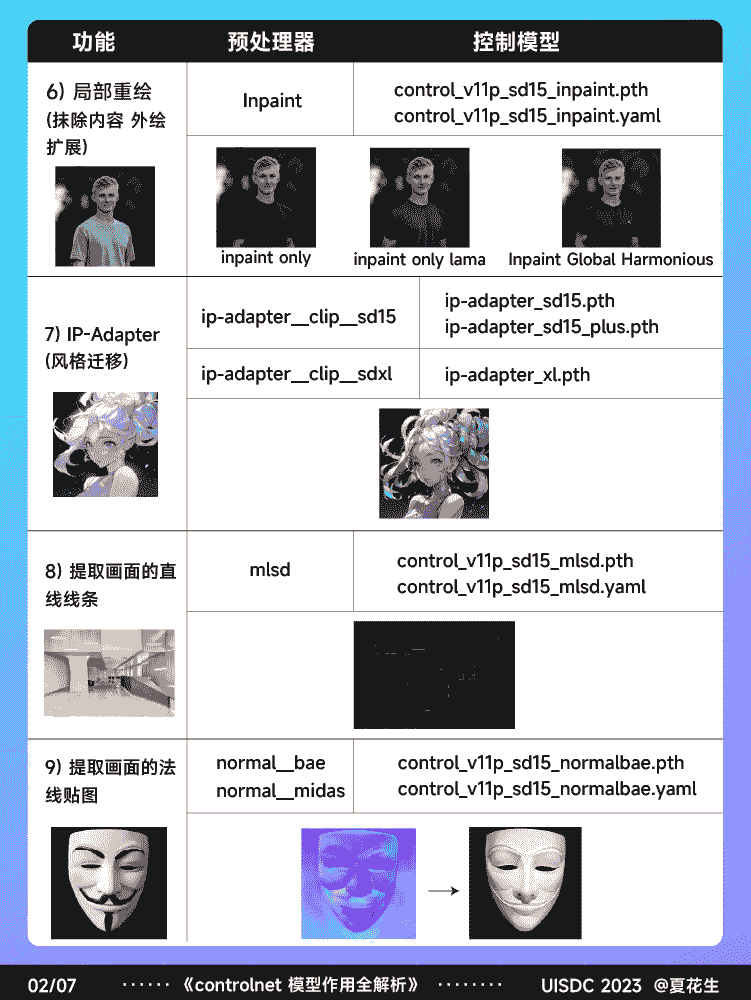 功能 预处理器 控制模型
6) 局部重绘
(抹除内容 外绘
扩展)
Inpaint
control_v11p_sd15_inpaint.pth
control_v11p_sd15_inpaint.yaml
inpaint only
inpaint only lama
Inpaint Global Harmonious
7) IP-Adapter
(风格迁移)
ip-adapter__clip__sd15
ip-adapter_sd15.pth
ip-adapter_sd15_plus.pth
ip-adapter__clip__sdxl
ip-adapter_xl.pth
8) 提取画面的直
线线条
mlsd
control_v11p_sd15_mlsd.pth
control_v11p_sd15_mlsd.yaml
9) 提取画面的法
线贴图
normal__bae
normal__midas
control_v11p_sd15_normalbae.pth
control_v11p_sd15_normalbae.yaml
02/07 ······ 《controlnet 模型作用全解析》 ········ UISDC 2023 @夏花生